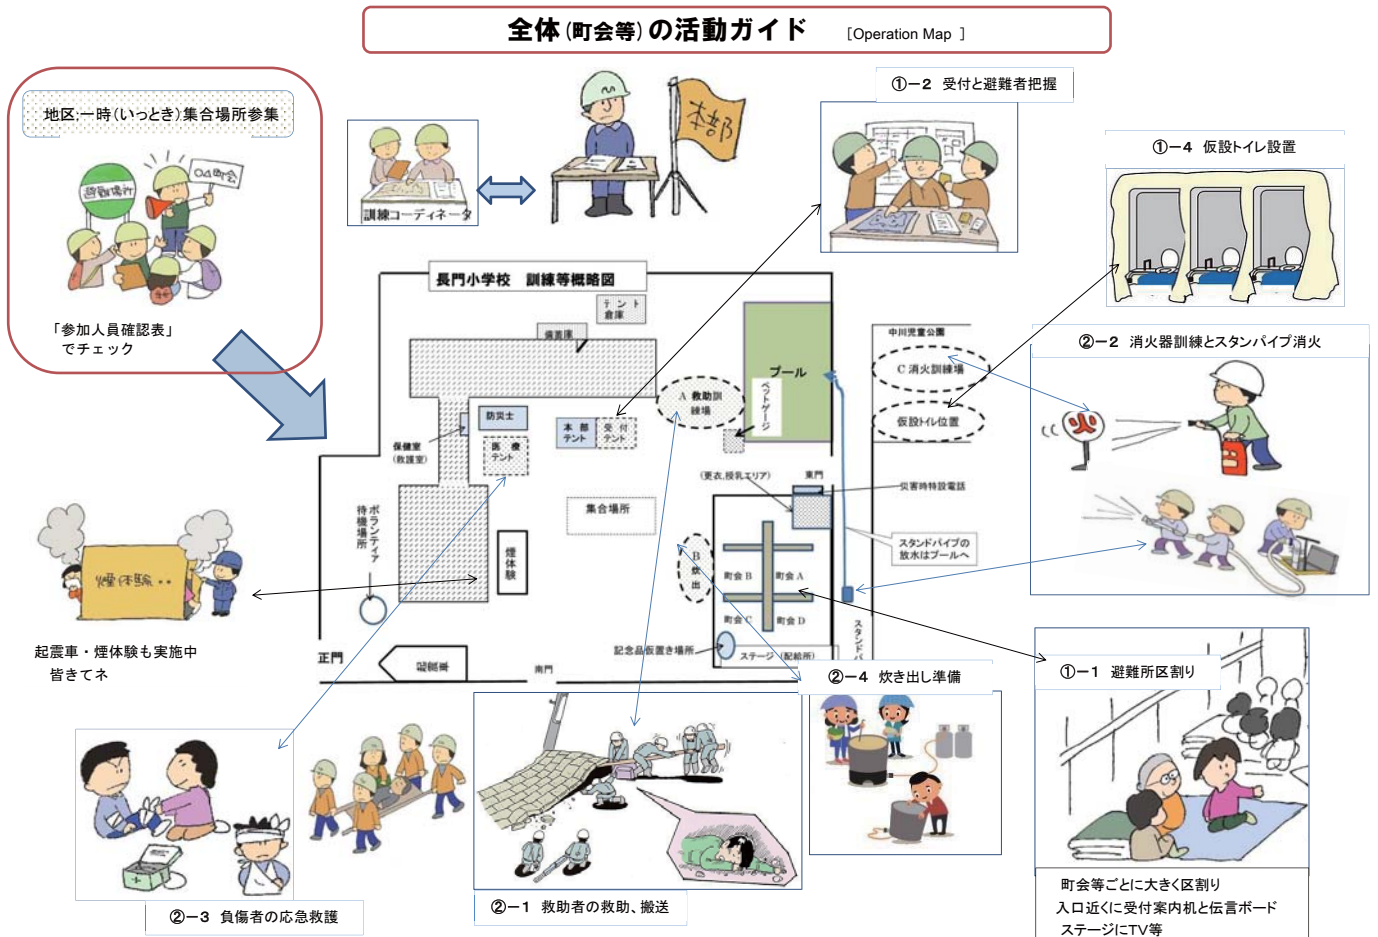 全体(町会等)の活動ガイド [Operation Map ]
地区;一時(いっとき)集合場所参集
避難場所
○△町会
「参加人員確認表」
でチェック
訓練コーディネータ
本部
①−2 受付と避難者把握
①−4 仮設トイレ設置
②−2 消火器訓練とスタンパイプ消火
火
長門小学校 訓練等概略図
テント
倉庫
備蓄庫
プール
ペットゲージ
中川児童公園
C 消火訓練場
仮設トイレ位置
A 救助訓
練場
防災士
本 部
テント
受 付
テント
医 療
テント
保健室
(救護室)
(更衣、授乳エリア)
東門
災害時特設電話
集合場所
ボランティア
待機場所
煙体験
B
炊
出
町会 B
町会 A
町会 C
町会 D
スタンドパイプの
放水はプールへ
スタンドパ
記念品仮置き場所
ステージ (配給所)
正門
起震車
南門
煙体験・・
起震車・煙体験も実施中
皆きてネ
②−4 炊き出し準備
①−1 避難所区割り
町会等ごとに大きく区割り
入口近くに受付案内机と伝言ボード
ステージにTV等
②−3 負傷者の応急救護
②−1 救助者の救助、搬送